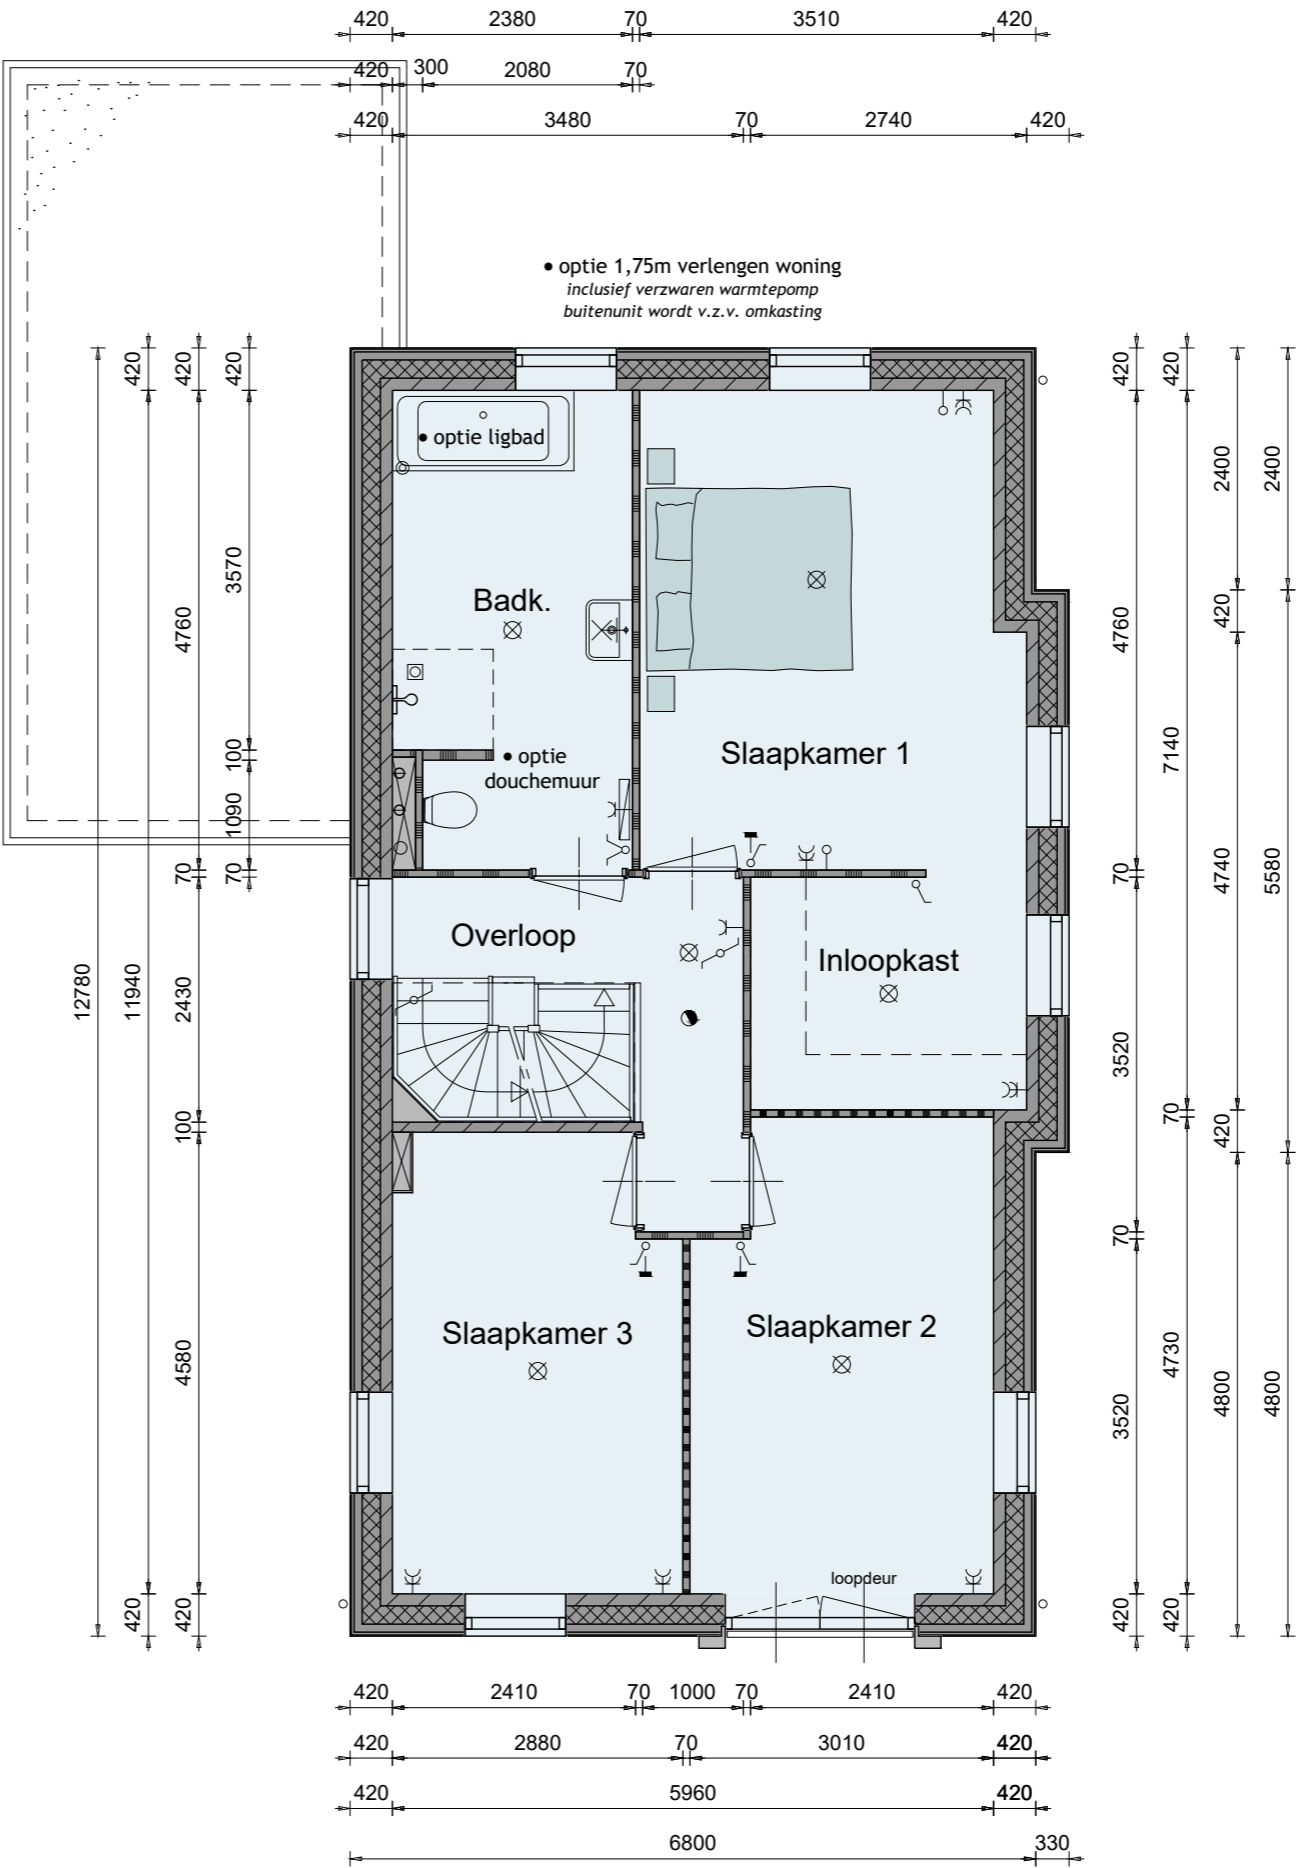 420 2380 70 3510 420
420 300 2080 70
420 3480 70 2740 420
• optie 1,75m verlengen woning
inclusief verzwaren warmtepomp
buitenunit wordt v.z.v. omkasting
12780
420 11940 420
420 4760 70 2430 100 4580 420
420 3570 100 1090 70
• optie ligbad
Badk.
• optie
douchemuur
Slaapkamer 1
Overloop
Inloopkast
Slaapkamer 3
Slaapkamer 2
loopdeur
420 4760 70 3520 70 3520 420
420 7140 70 4730 420
2400 420 4740 420 4800
2400 5580 4800
420 2410 70 1000 70 2410 420
420 2880 70 3010 420
420 5960 420
6800 330